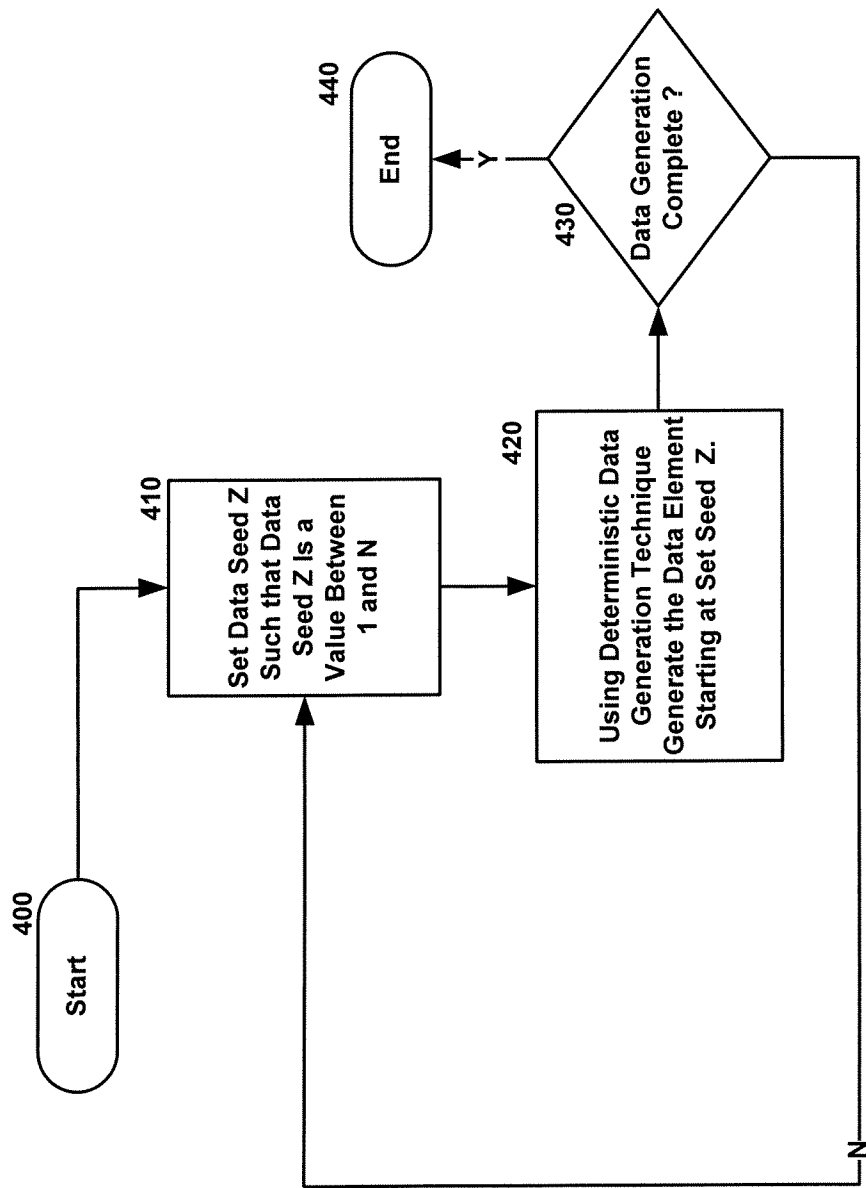 400
Start
410
Set Data Seed Z
Such that Data
Seed Z Is a
Value Between
1 and N
420
Using Deterministic Data
Generation Technique
Generate the Data Element
Starting at Set Seed Z.
430
Data Generation
Complete ?
Y
440
End
N